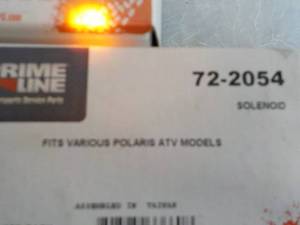 RIME
LINE
72-2054
SOLENOID
FITS VARIOUS POLARIS ATV MODELS
ASSEMBLED IN TAIWAN